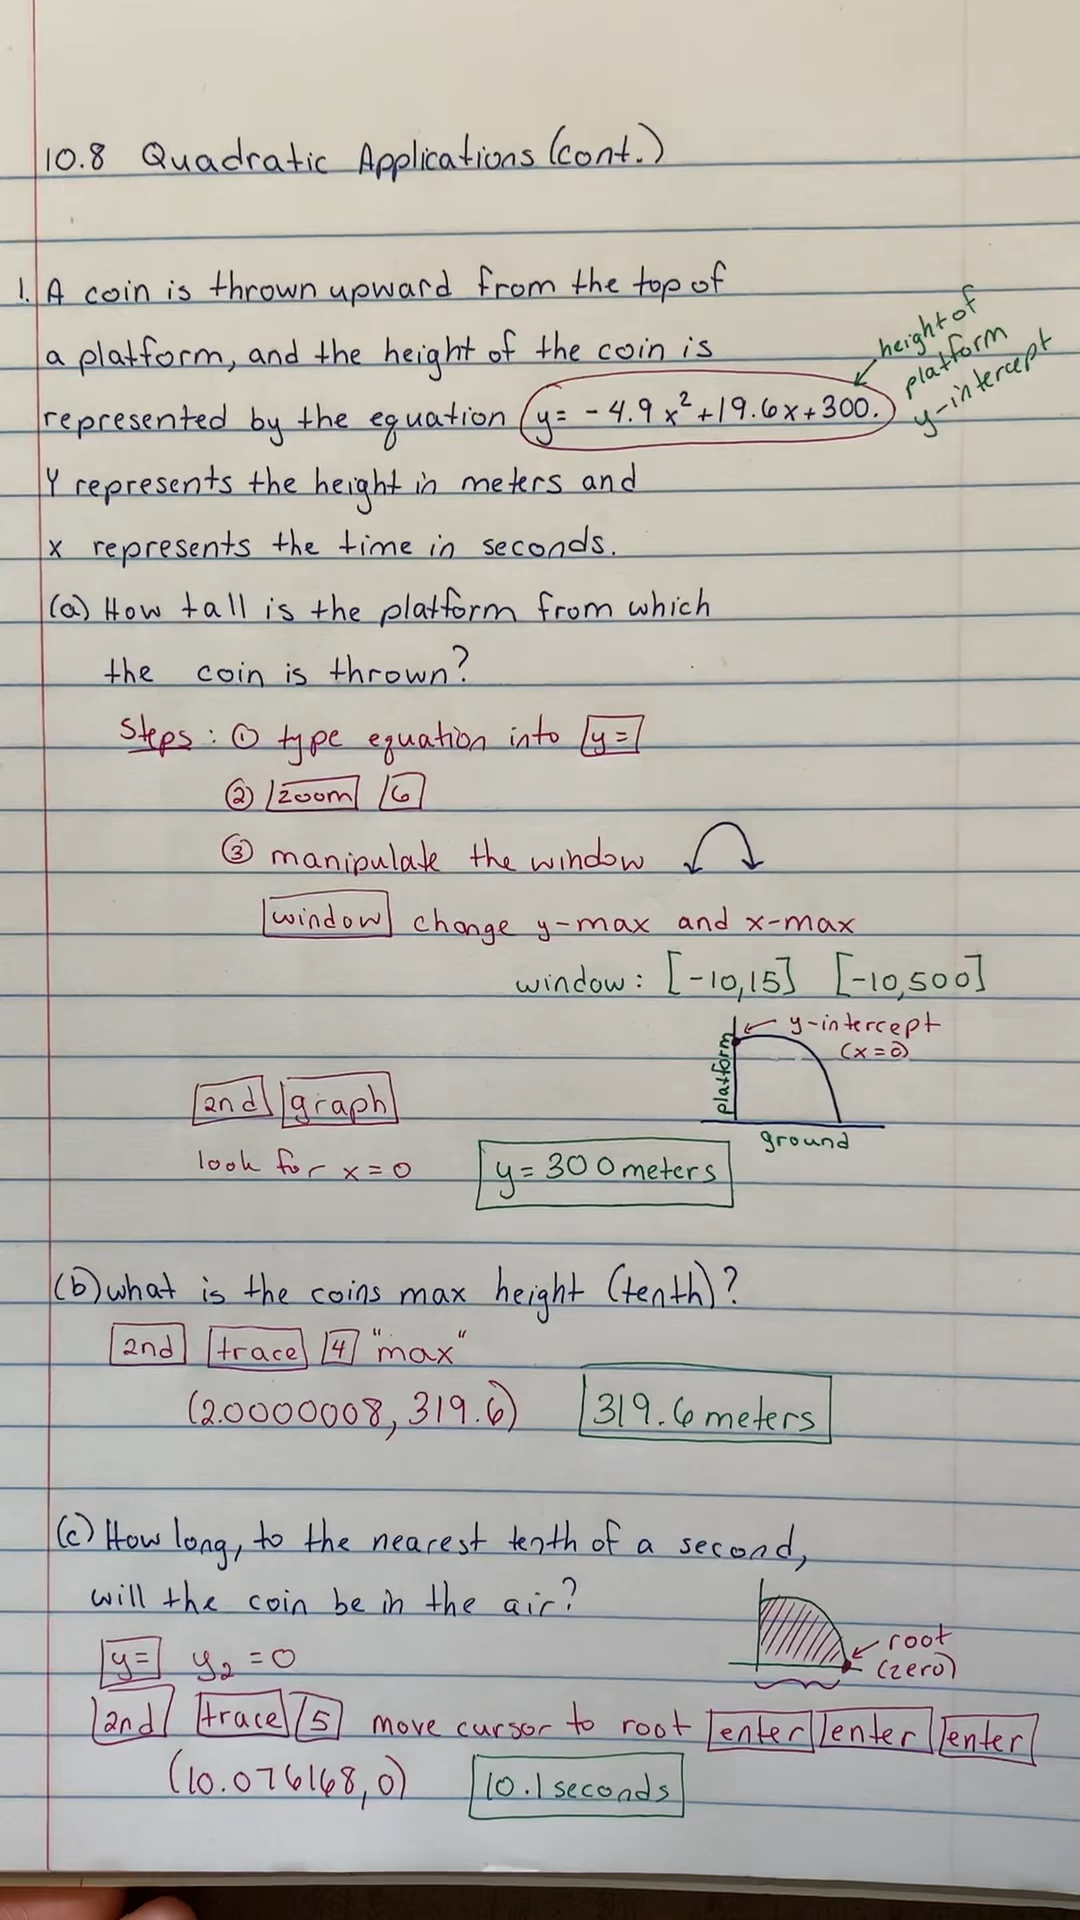 10.8 Quadratic Applications (cont.)
1. A coin is thrown upward from the top of
a platform, and the height of the coin is
represented by the equation y= -4.9x²+19.6x+300.
height of
platform
y-intercept
Y represents the height in meters and
x represents the time in seconds.
(a) How tall is the platform from which
the coin is thrown?
Steps: ① type equation into y=
② zoom 6
③ manipulate the window
window change y-max and x-max
window: [-10,15] [-10,500]
y-intercept
(x=0)
platform
ground
2nd graph
look for x=0
y=300meters
(b) what is the coins max height (tenth)?
2nd trace 4 "max"
(2.0000008, 319.6) 319.6 meters
(c) How long, to the nearest tenth of a second,
will the coin be in the air?
root
(zero)
y= y₂=0
2nd trace 5 move cursor to root enter enter enter
(10.076168,0) 10.1 seconds